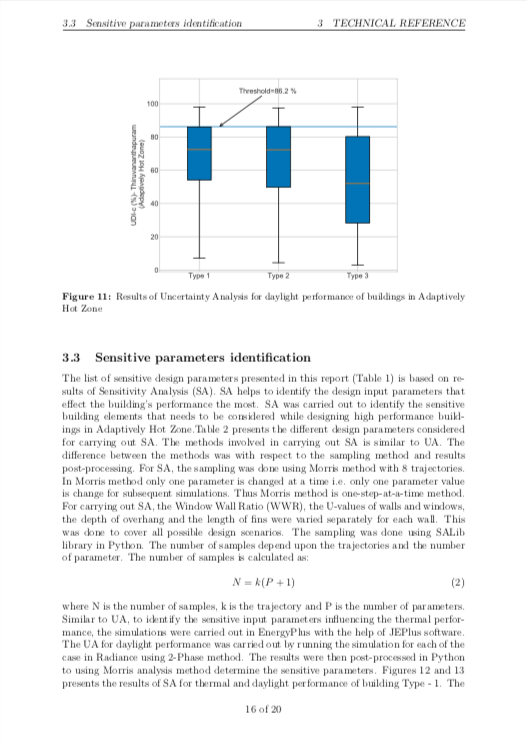 3.3 Sensitive parameters identification 3 TECHNICAL REFERENCE
Threshold=86.2 %
100
80
60
40
20
0
UDI-c (%)- Thiruvananthapuram
(Adaptively Hot Zone)
Type 1 Type 2 Type 3
Figure 11: Results of Uncertainty Analysis for daylight performance of buildings in Adaptively
Hot Zone
3.3 Sensitive parameters identification
The list of sensitive design parameters presented in this report (Table 1) is based on re-
sults of Sensitivity Analysis (SA). SA helps to identify the design input parameters that
effect the building's performance the most. SA was carried out to identify the sensitive
building elements that needs to be considered while designing high performance build-
ings in Adaptively Hot Zone.Table 2 presents the different design parameters considered
for carrying out SA. The methods involved in carrying out SA is similar to UA. The
difference between the methods was with respect to the sampling method and results
post-processing. For SA, the sampling was done using Morris method with 8 trajectories.
In Morris method only one parameter is changed at a time i.e. only one parameter value
is change for subsequent simulations. Thus Morris method is one-step-at-a-time method.
For carrying out SA, the Window Wall Ratio (WWR), the U-values of walls and windows,
the depth of overhang and the length of fins were varied separately for each wall. This
was done to cover all possible design scenarios. The sampling was done using SALib
library in Python. The number of samples depend upon the trajectories and the number
of parameter. The number of samples is calculated as:
N = k(P + 1) (2)
where N is the number of samples, k is the trajectory and P is the number of parameters.
Similar to UA, to identify the sensitive input parameters influencing the thermal perfor-
mance, the simulations were carried out in EnergyPlus with the help of JEPlus software.
The UA for daylight performance was carried out by running the simulation for each of the
case in Radiance using 2-Phase method. The results were then post-processed in Python
to using Morris analysis method determine the sensitive parameters. Figures 12 and 13
presents the results of SA for thermal and daylight performance of building Type - 1. The
16 of 20